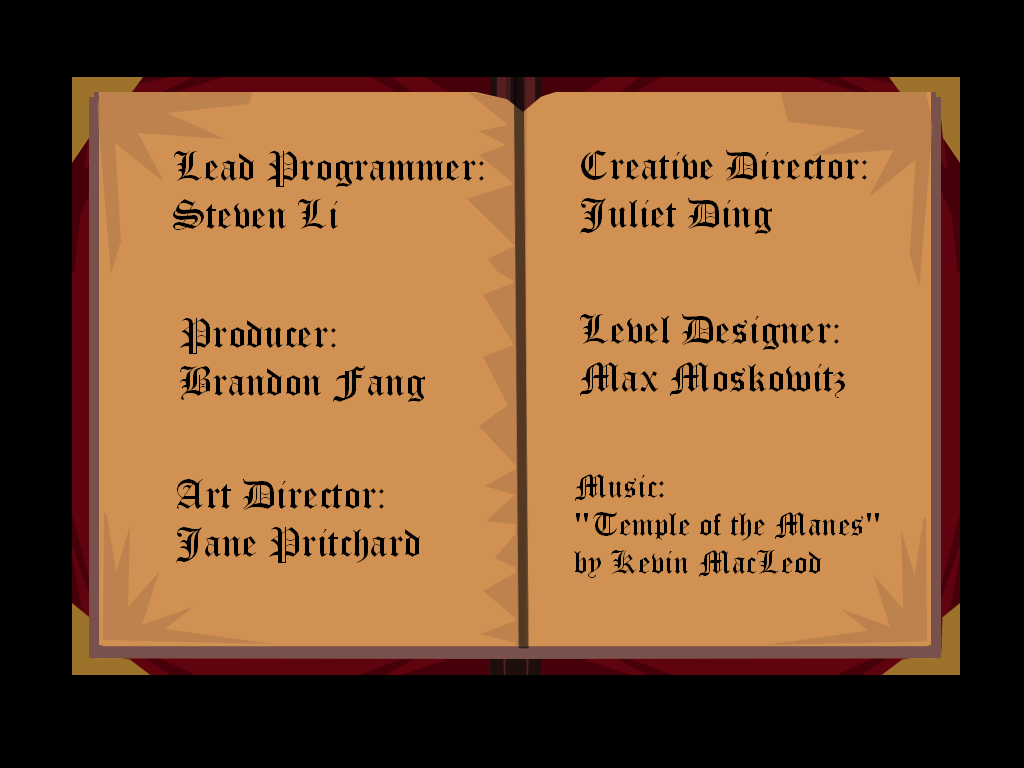 Lead Programmer:
Steven Li
Producer:
Brandon Fang
Art Director:
Jane Pritchard
Creative Director:
Juliet Ding
Level Designer:
Max Moskowitz
Music:
"Temple of the Manes"
by Kevin MacLeod